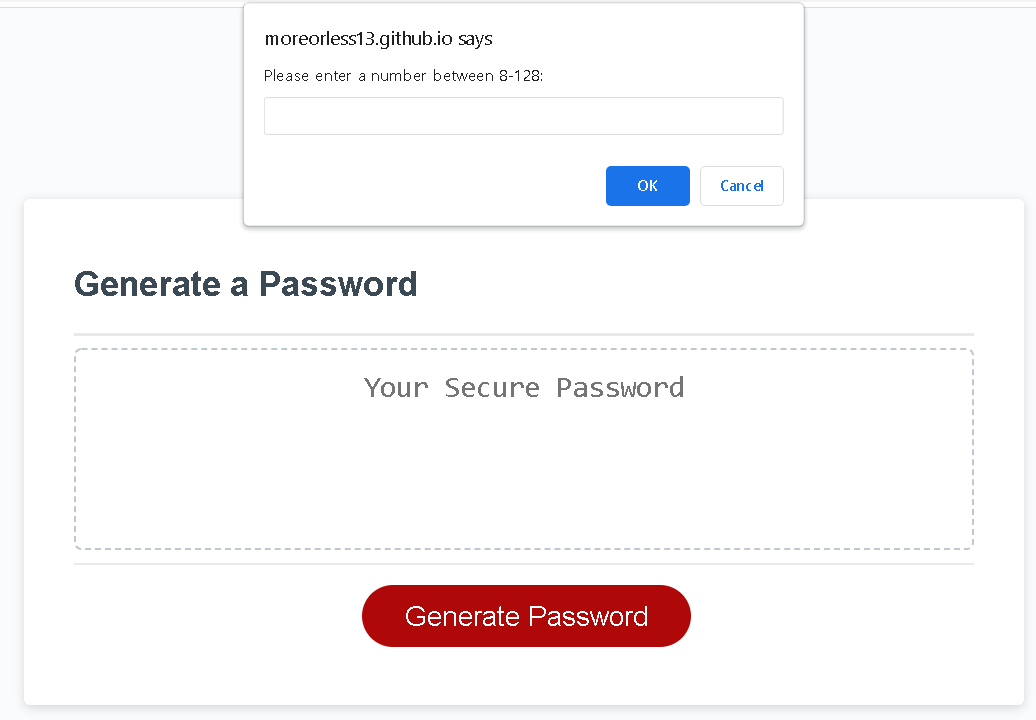 moreorless13.github.io says
Please enter a number between 8-128:
OK
Cancel
Generate a Password
Your Secure Password
Generate Password